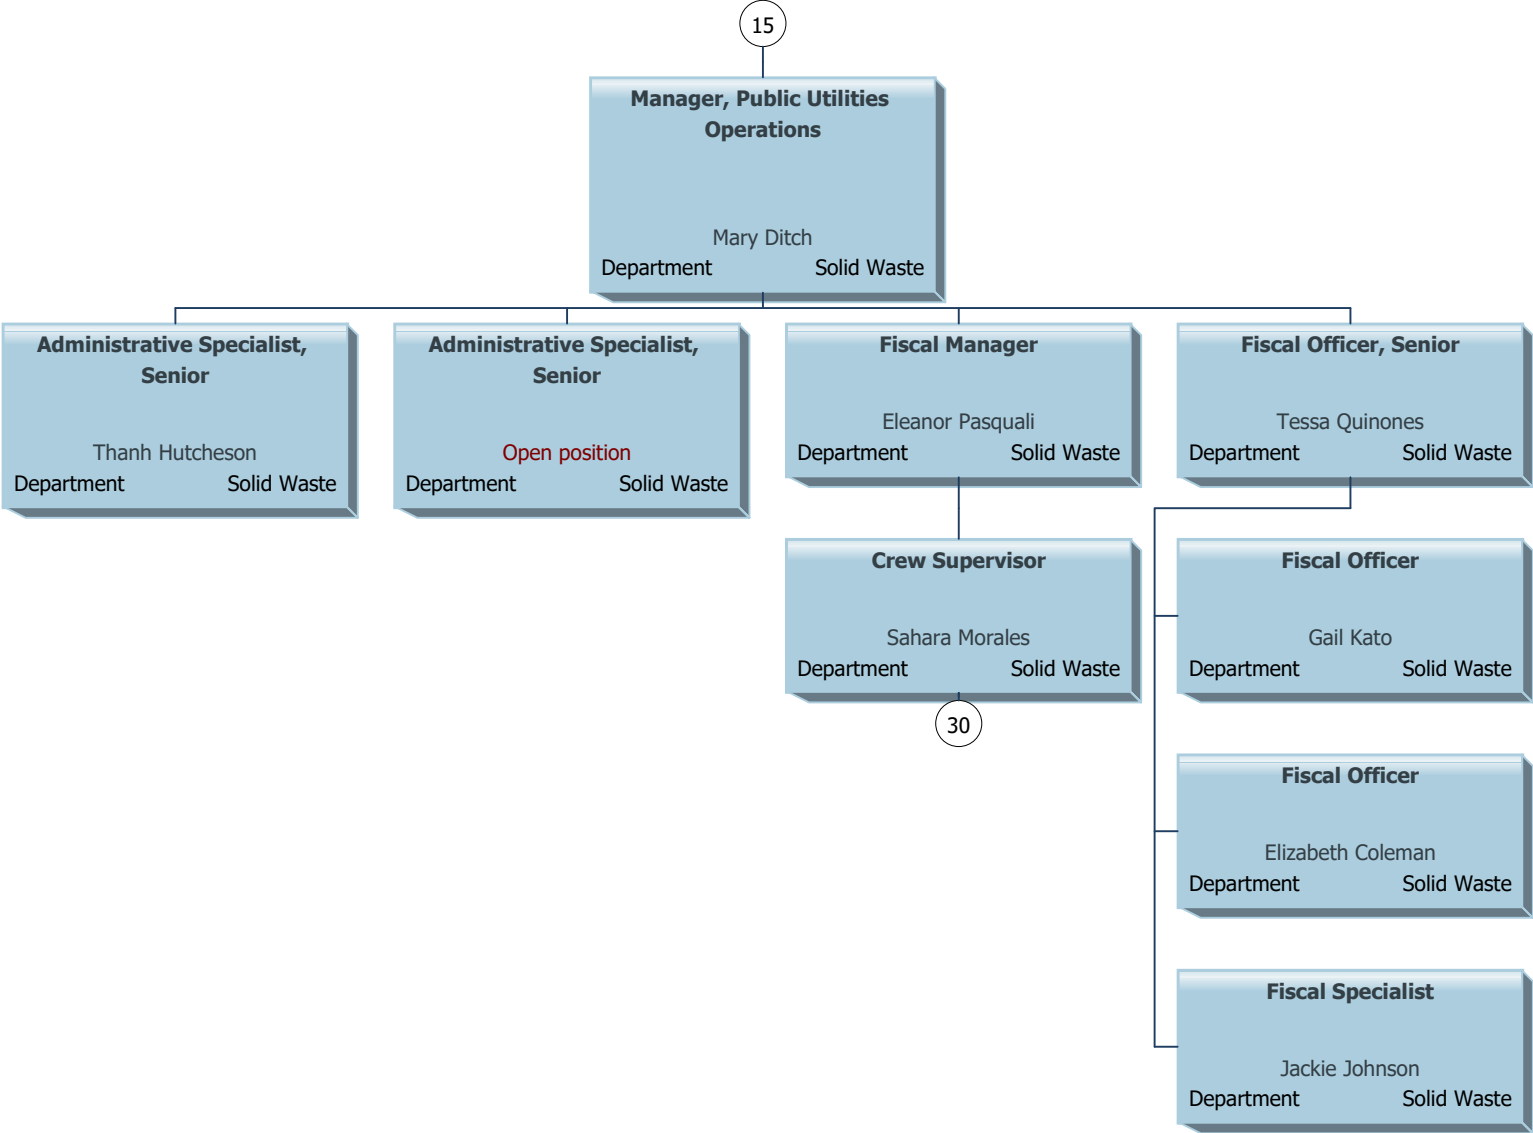 15
Manager, Public Utilities
Operations
Mary Ditch
Department Solid Waste
Administrative Specialist,
Senior
Thanh Hutcheson
Department Solid Waste
Administrative Specialist,
Senior
Open position
Department Solid Waste
Fiscal Manager
Eleanor Pasquali
Department Solid Waste
Fiscal Officer, Senior
Tessa Quinones
Department Solid Waste
Crew Supervisor
Sahara Morales
Department Solid Waste
30
Fiscal Officer
Gail Kato
Department Solid Waste
Fiscal Officer
Elizabeth Coleman
Department Solid Waste
Fiscal Specialist
Jackie Johnson
Department Solid Waste